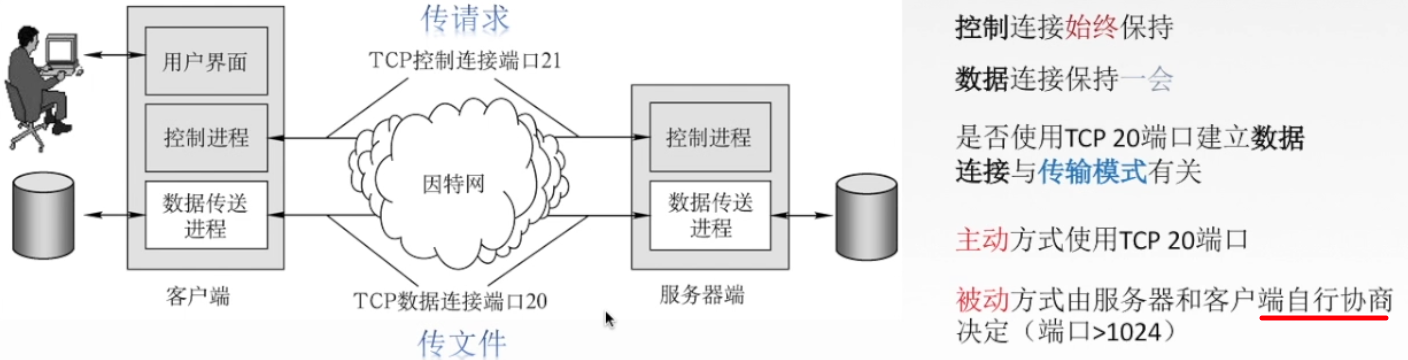 传请求
TCP控制连接端口21
用户界面
控制进程
数据传送
进程
客户端
因特网
控制进程
数据传送
进程
服务器端
TCP数据连接端口20
传文件
控制连接始终保持
数据连接保持一会
是否使用TCP 20端口建立数据
连接与传输模式有关
主动方式使用TCP 20端口
被动方式由服务器和客户端自行协商
决定（端口>1024）